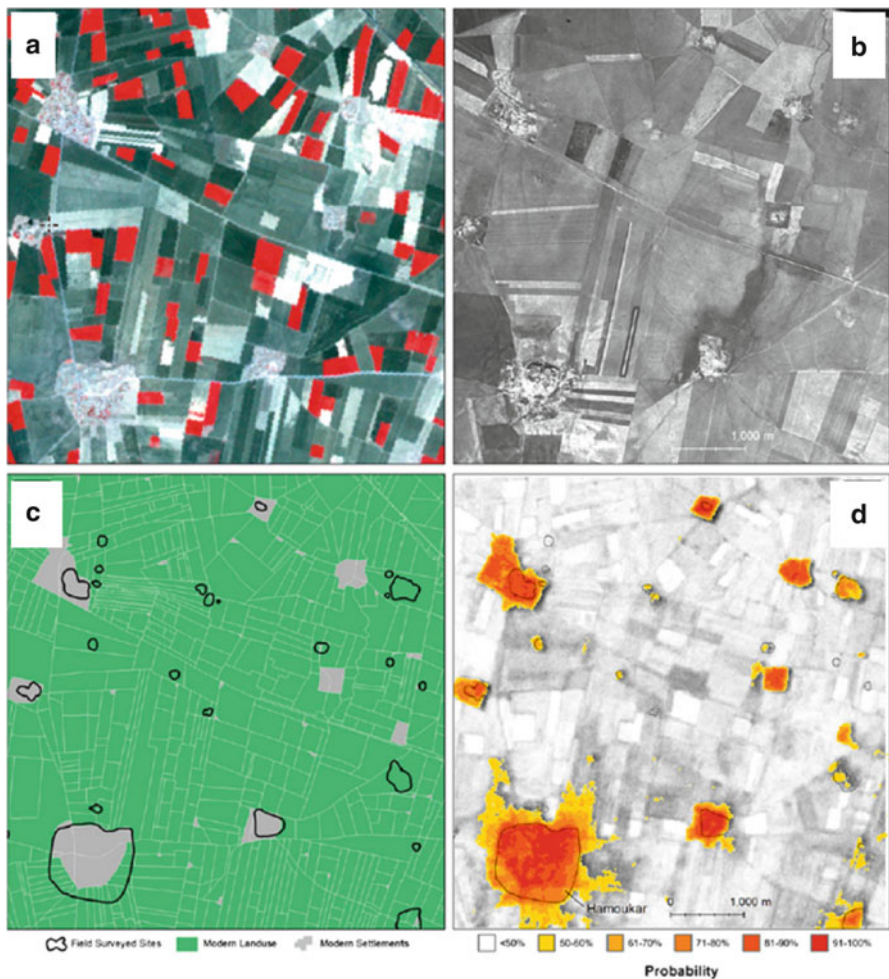 a
b
0 1,000 m
c
d
Hamoukar
0 1,000 m
Field Surveyed Sites Modern Landuse Modern Settlements
<50% 50-60% 61-70% 71-80% 81-90% 91-100%
Probability